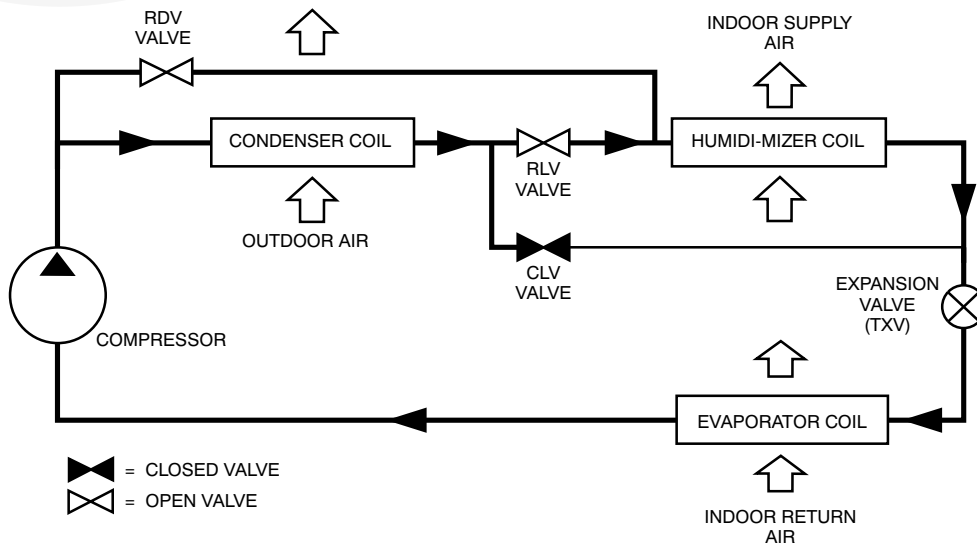 RDV
VALVE
INDOOR SUPPLY
AIR
CONDENSER COIL
HUMIDI-MIZER COIL
RLV
VALVE
OUTDOOR AIR
CLV
VALVE
EXPANSION
VALVE
(TXV)
COMPRESSOR
EVAPORATOR COIL
= CLOSED VALVE
= OPEN VALVE
INDOOR RETURN
AIR